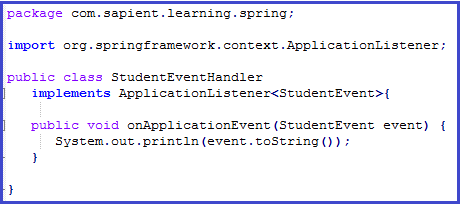 package com.sapient.learning.spring;
import org.springframework.context.ApplicationListener;
public class StudentEventHandler
implements ApplicationListener<StudentEvent>{
public void onApplicationEvent(StudentEvent event) {
System.out.println(event.toString());
}
}